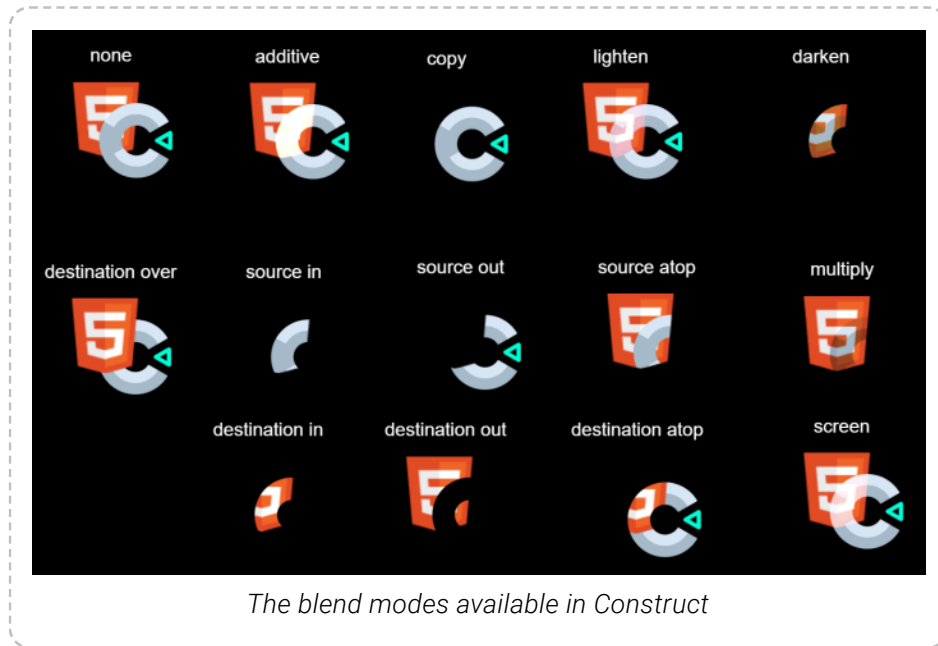 none
additive
copy
lighten
darken
destination over
source in
source out
source atop
multiply
destination in
destination out
destination atop
screen
The blend modes available in Construct